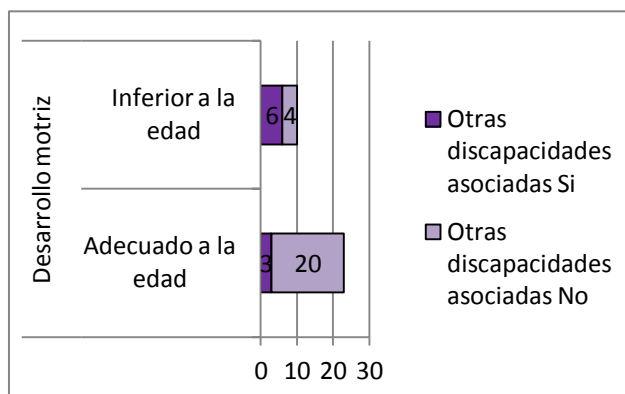 Desarrollo motriz
Inferior a la
edad
6 4
Adecuado a la
edad
3 20
0 10 20 30
Otras
discapacidades
asociadas Si
Otras
discapacidades
asociadas No